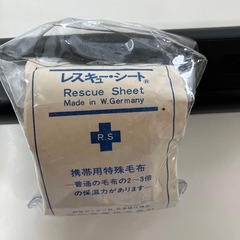 レスキュー・シート®
Rescue Sheet
Made in W.Germany
R.S
携帯用特殊毛布
―普通の毛布の2～3倍
の保温力があります―